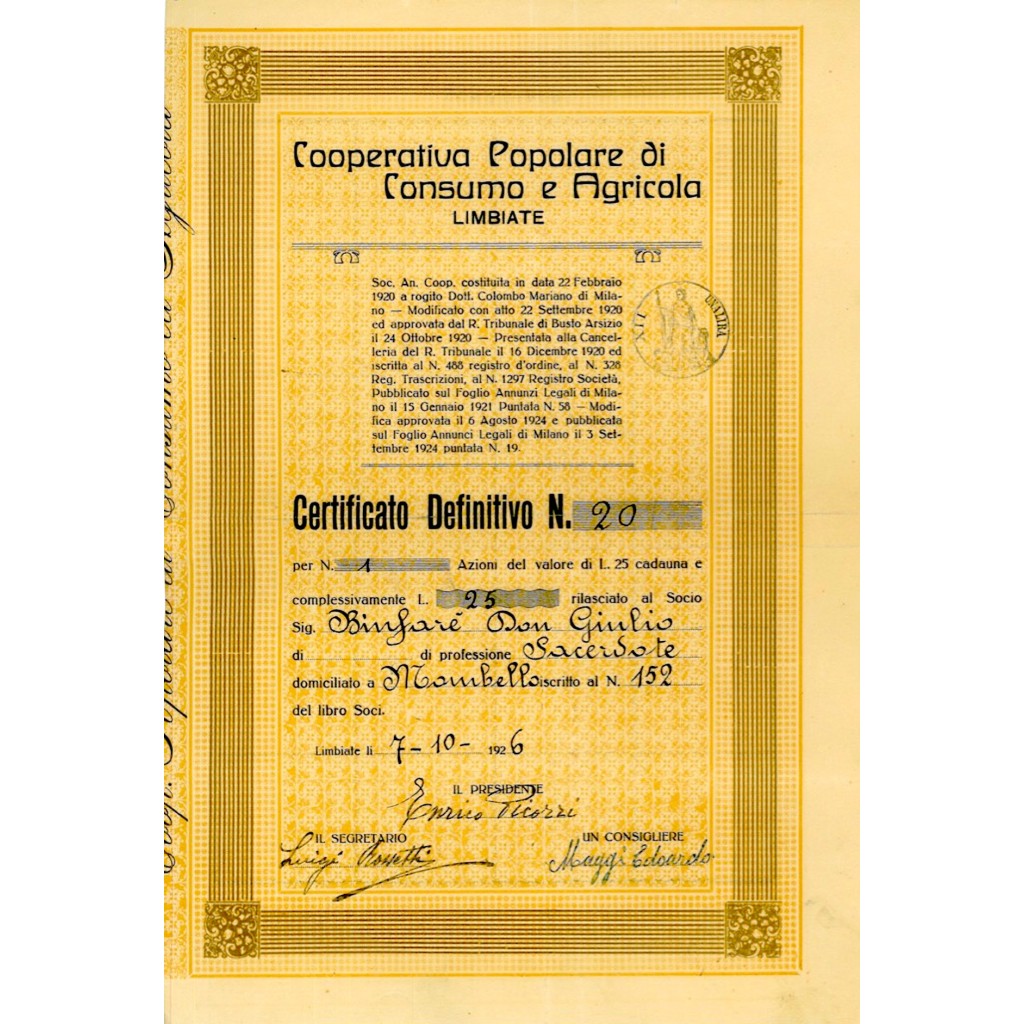 Cooperativa Popolare di
Consumo e Agricola
LIMBIATE
Soc. An. Coop. costituita in data 22 Febbraio
1920 a rogito Dott. Colombo Mariano di Mila-
no — Modificato con atto 22 Settembre 1920
ed approvata dal R. Tribunale di Busto Arsizio
il 24 Ottobre 1920 — Presentata alla Cancel-
leria del R. Tribunale il 16 Dicembre 1920 ed
iscritta al N. 488 registro d'ordine, al N. 328
Reg. Trascrizioni, al N. 1297 Registro Società,
Pubblicato sul Foglio Annunzi Legali di Mila-
no il 15 Gennaio 1921 Puntata N. 58 — Modi-
fica approvata il 6 Agosto 1924 e pubblicata
sul Foglio Annunci Legali di Milano il 3 Set-
tembre 1924 puntata N. 19.
Certificato Definitivo N. 20
per N. 1 Azioni del valore di L. 25 cadauna e
complessivamente L. 25 rilasciato al Socio
Sig. Binfaré Don Giulio
di di professione Sacerdote
domiciliato a Mombello iscritto al N. 152
del libro Soci.
Limbiate li 7-10- 1926
IL PRESIDENTE
Enrico Picozzi
IL SEGRETARIO
Luigi Rossetti
UN CONSIGLIERE
Maggi Edoardo